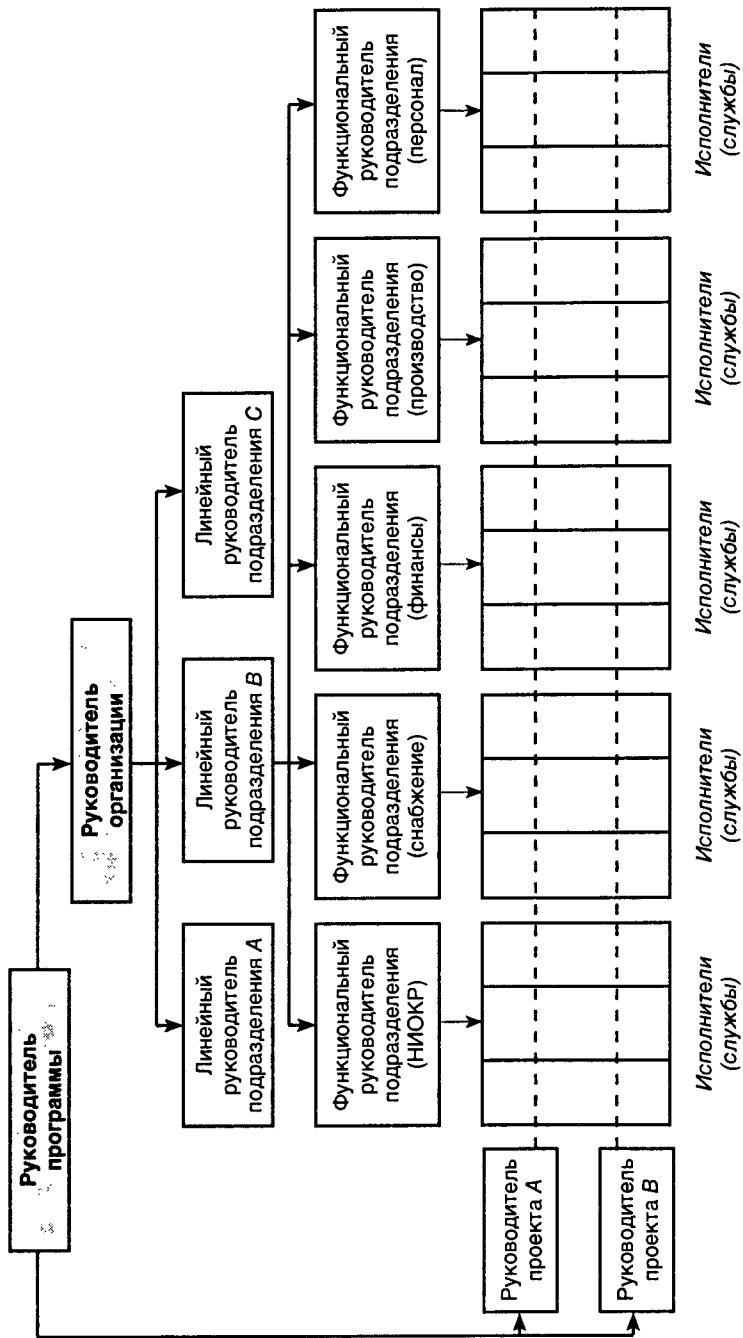 Руководитель
программы
Руководитель
организации
Линейный
руководитель
подразделения А
Линейный
руководитель
подразделения В
Линейный
руководитель
подразделения С
Функциональный
руководитель
подразделения
(НИОКР)
Функциональный
руководитель
подразделения
(снабжение)
Функциональный
руководитель
подразделения
(финансы)
Функциональный
руководитель
подразделения
(производство)
Функциональный
руководитель
подразделения
(персонал)
Руководитель
проекта А
Руководитель
проекта В
Исполнители
(службы)
Исполнители
(службы)
Исполнители
(службы)
Исполнители
(службы)
Исполнители
(службы)